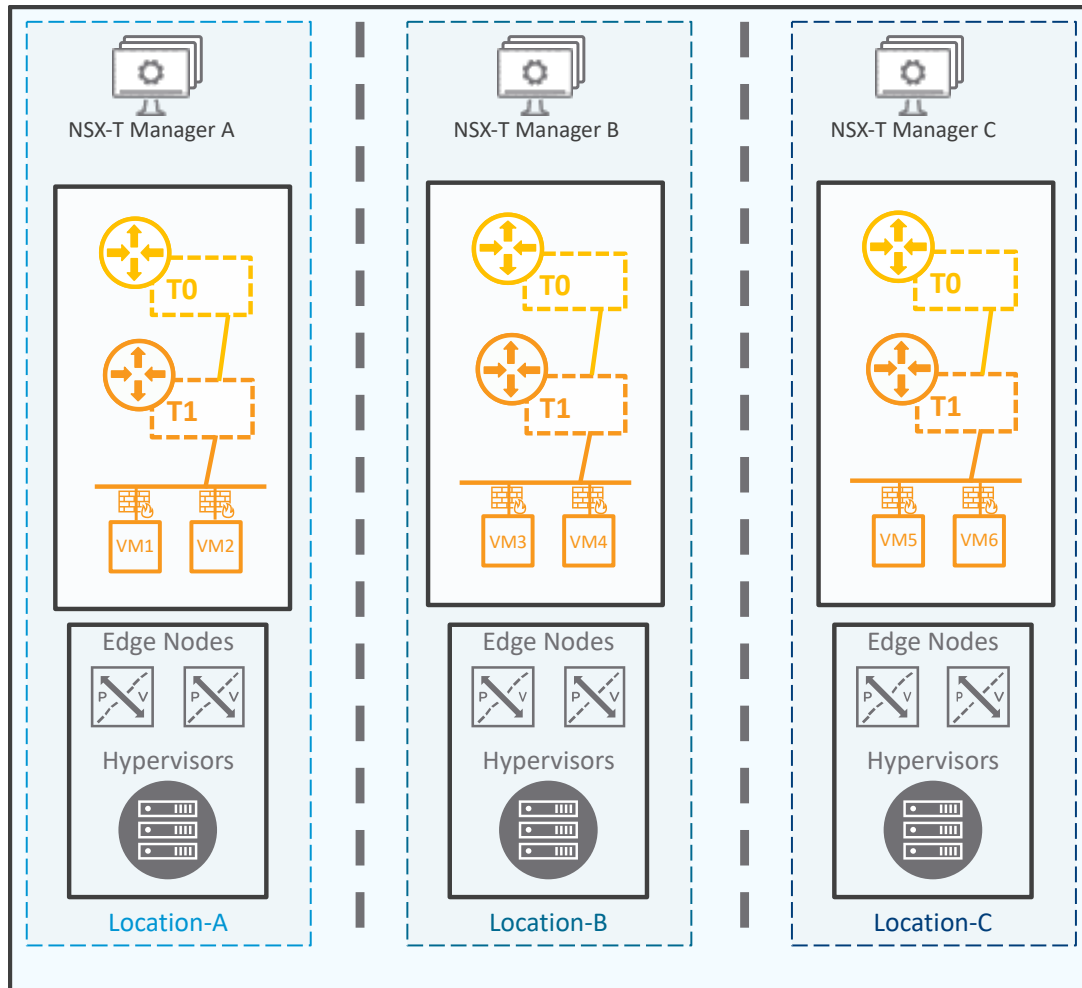 NSX-T Manager A
T0
T1
VM1
VM2
Edge Nodes
P V
P V
Hypervisors
Location-A
NSX-T Manager B
T0
T1
VM3
VM4
Edge Nodes
P V
P V
Hypervisors
Location-B
NSX-T Manager C
T0
T1
VM5
VM6
Edge Nodes
P V
P V
Hypervisors
Location-C